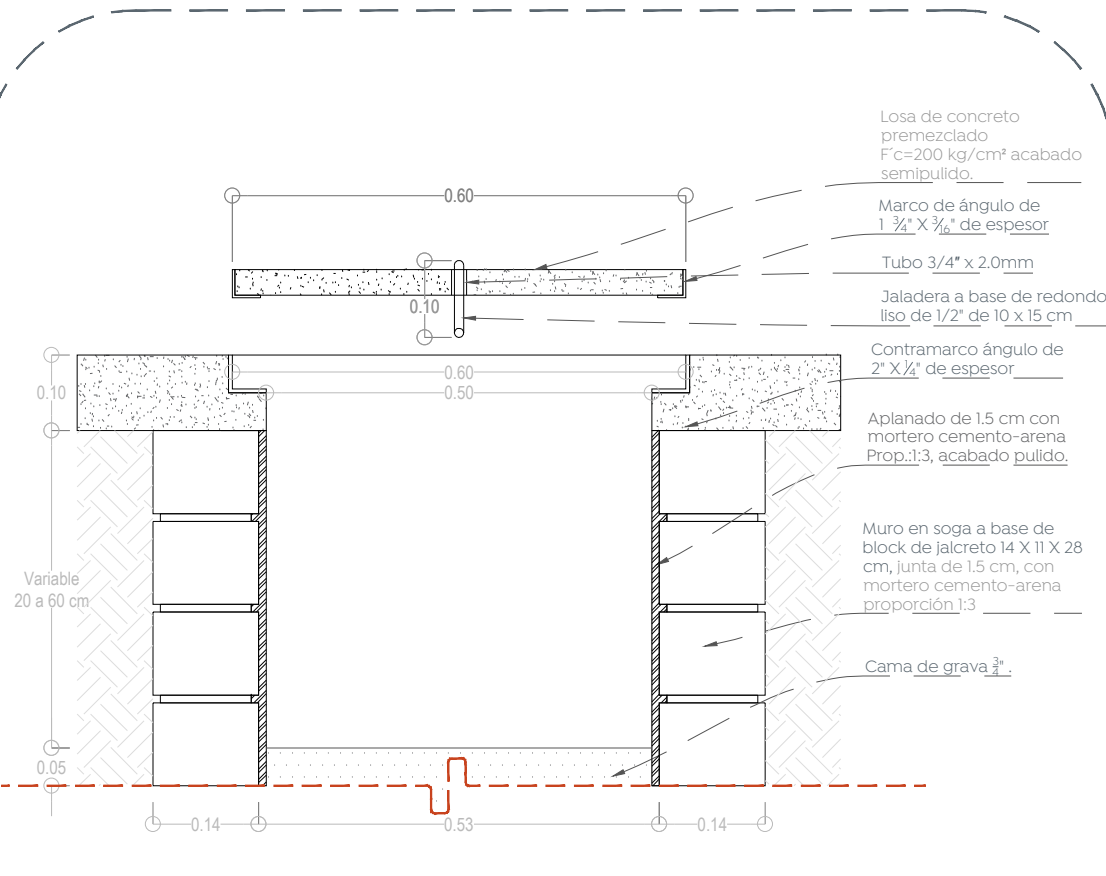 Losa de concreto
premezclado
F´c=200 kg/cm² acabado
semipulido.
0.60
Marco de ángulo de
1 3/4" X 3/16" de espesor
Tubo 3/4" x 2.0mm
0.10
Jaladera a base de redondo
liso de 1/2" de 10 x 15 cm
Contramarco ángulo de
2" X 1/4" de espesor
0.60
0.10
0.50
Aplanado de 1.5 cm con
mortero cemento-arena
Prop.:1:3, acabado pulido.
Muro en soga a base de
block de jalcreto 14 X 11 X 28
cm, junta de 1.5 cm, con
mortero cemento-arena
proporción 1:3
Variable
20 a 60 cm
Cama de grava 3/4" .
0.05
0.14
0.53
0.14